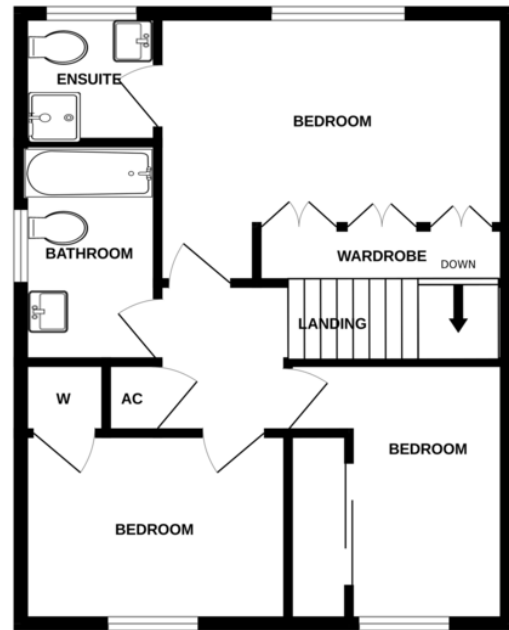 ENSUITE
BEDROOM
BATHROOM
WARDROBE
DOWN
LANDING
W
AC
BEDROOM
BEDROOM